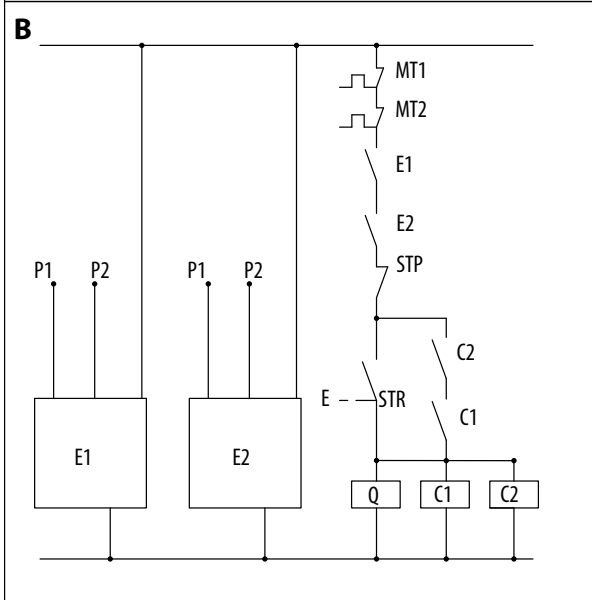 B
MT1
MT2
E1
E2
P1 P2 P1 P2 STP
C2
E STR
C1
E1 E2
Q C1 C2